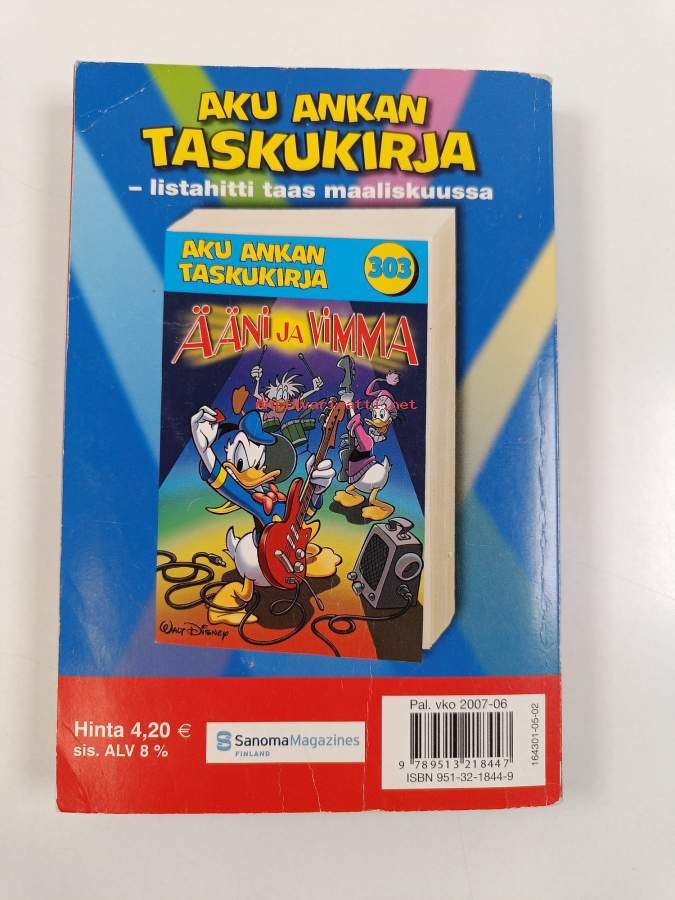 AKU ANKAN
TASKUKIRJA
– listahitti taas maaliskuussa
AKU ANKAN
TASKUKIRJA
303
ÄÄNI JA VIMMA
WALT DISNEY
Hinta 4,20 €
sis. ALV 8 %
SanomaMagazines
FINLAND
Pal. vko 2007-06
9 789513 218447
ISBN 951-32-1844-9
164301-05-02